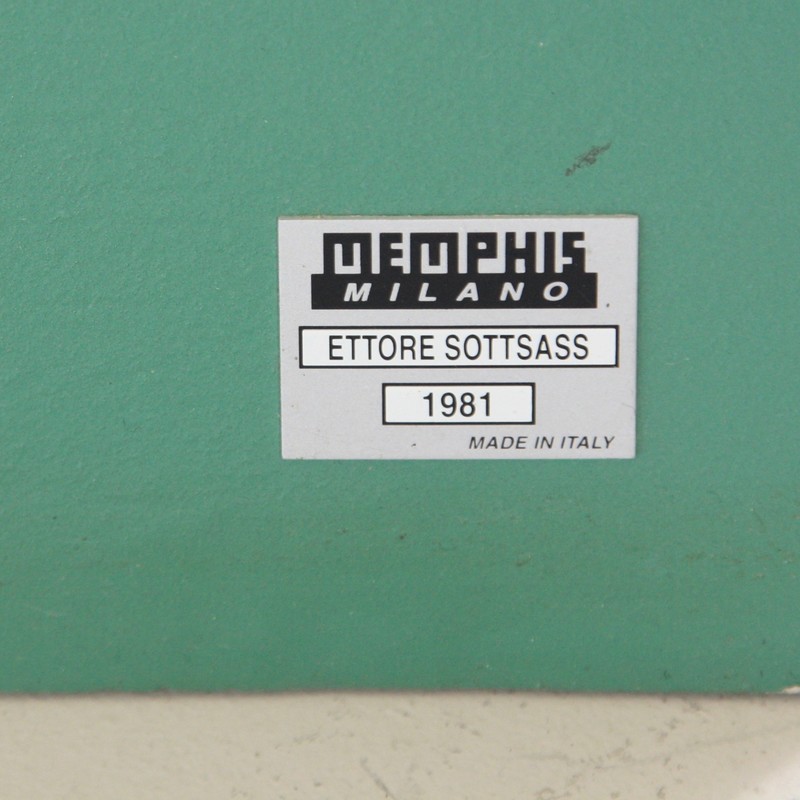 MEMPHIS
MILANO
ETTORE SOTTSASS
1981
MADE IN ITALY